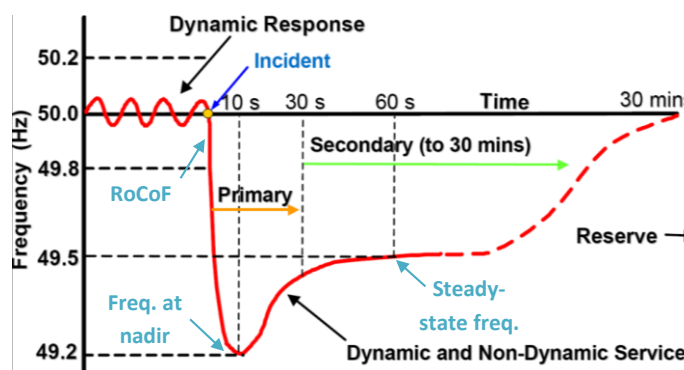 Dynamic Response
50.2
Incident
10 s
30 s
60 s
Time
30 mins
50.0
Secondary (to 30 mins)
49.8
RoCoF
Primary
Frequency (Hz)
Reserve
49.5
Steady-
state freq.
Freq. at
nadir
49.2
Dynamic and Non-Dynamic Service